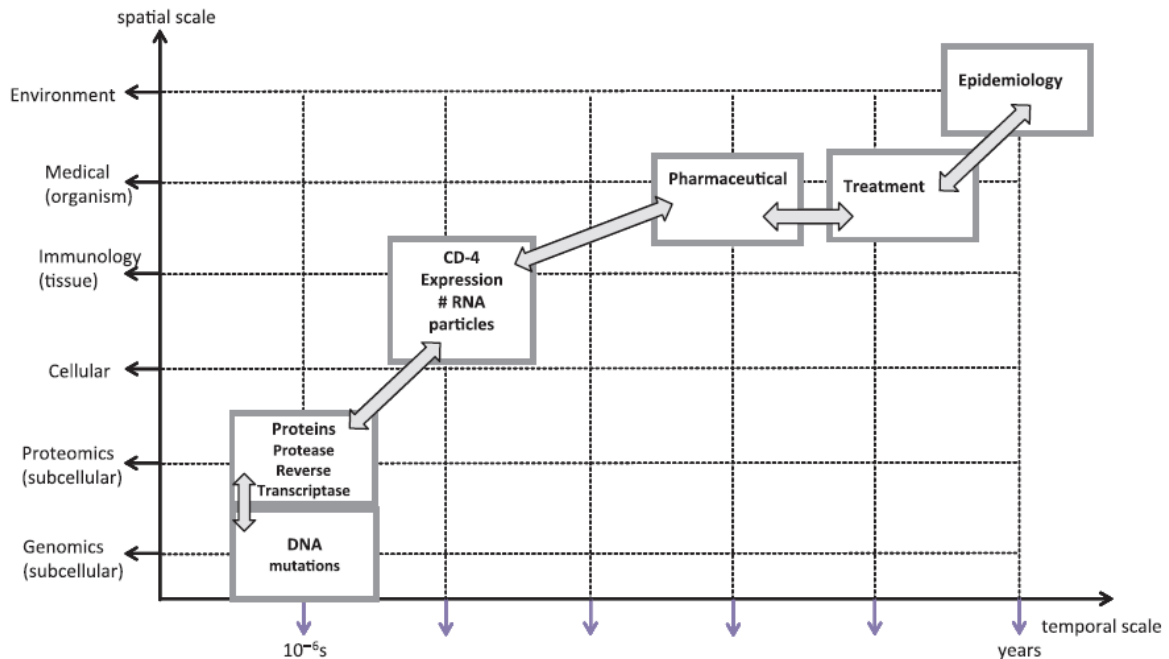 spatial scale
Environment
Epidemiology
Medical
(organism)
Pharmaceutical
Treatment
Immunology
(tissue)
CD-4
Expression
# RNA
particles
Cellular
Proteins
Protease
Reverse
Transcriptase
Proteomics
(subcellular)
DNA
mutations
Genomics
(subcellular)
temporal scale
10⁻⁶s
years